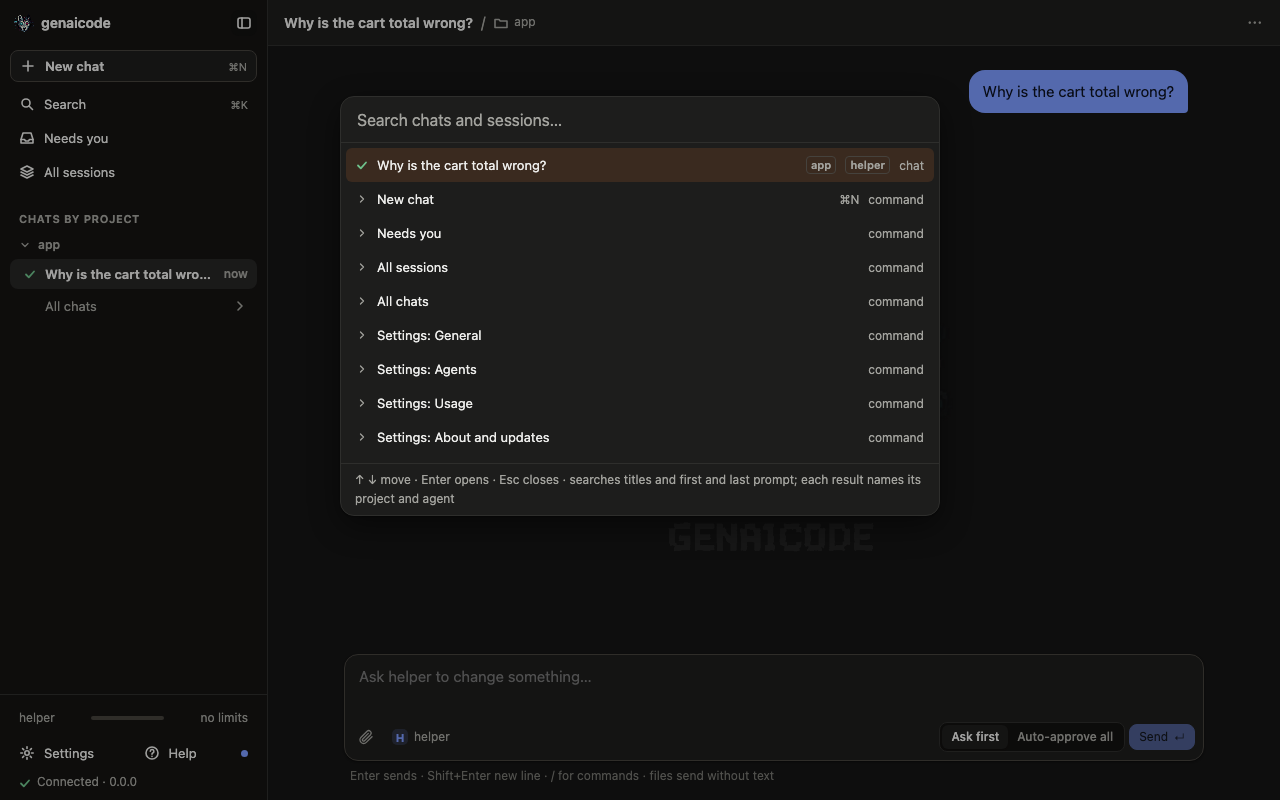 genaicode
New chat ⌘N
Search ⌘K
Needs you
All sessions
CHATS BY PROJECT
app
Why is the cart total wro... now
All chats
helper no limits
Settings Help
Connected · 0.0.0
Why is the cart total wrong? / app
Why is the cart total wrong?
Search chats and sessions...
Why is the cart total wrong? app helper chat
New chat ⌘N command
Needs you command
All sessions command
All chats command
Settings: General command
Settings: Agents command
Settings: Usage command
Settings: About and updates command
↑ ↓ move · Enter opens · Esc closes · searches titles and first and last prompt; each result names its
project and agent
GENAICODE
Ask helper to change something...
H helper Ask first Auto-approve all Send ↵
Enter sends · Shift+Enter new line · / for commands · files send without text